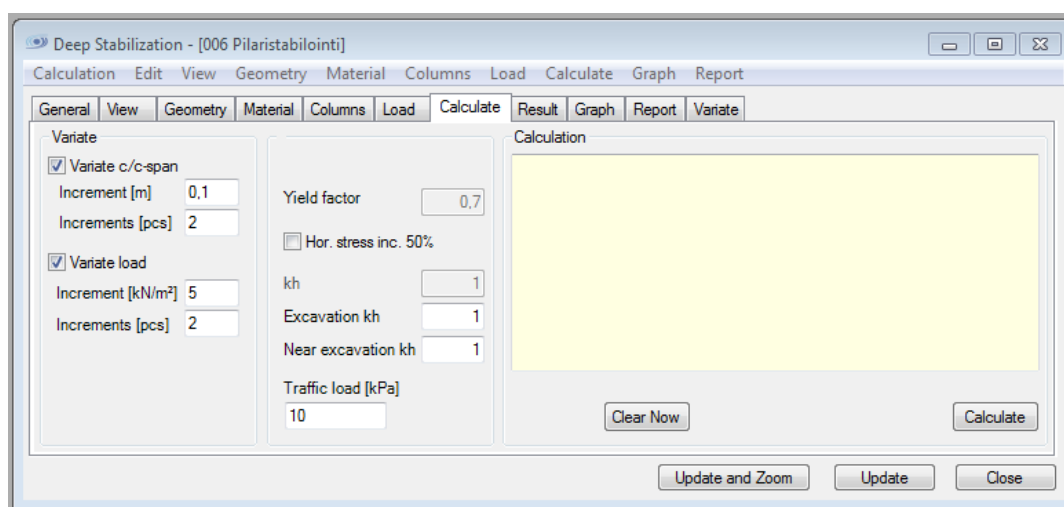 Deep Stabilization - [006 Pilaristabilointi]
Calculation Edit View Geometry Material Columns Load Calculate Graph Report
General View Geometry Material Columns Load Calculate Result Graph Report Variate
Variate
Variate c/c-span
Increment [m] 0,1
Increments [pcs] 2
Variate load
Increment [kN/m²] 5
Increments [pcs] 2
Yield factor 0,7
Hor. stress inc. 50%
kh 1
Excavation kh 1
Near excavation kh 1
Traffic load [kPa]
10
Calculation
Clear Now Calculate
Update and Zoom Update Close